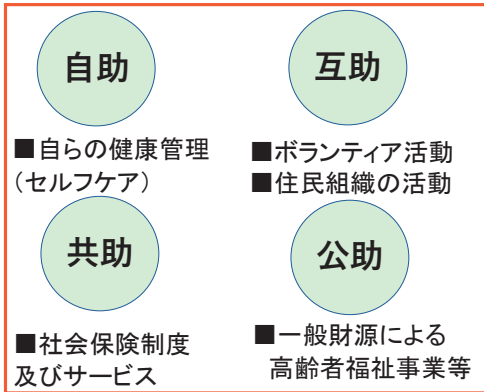 自助
■自らの健康管理
(セルフケア)
互助
■ボランティア活動
■住民組織の活動
共助
■社会保険制度
及びサービス
公助
■一般財源による
高齢者福祉事業等